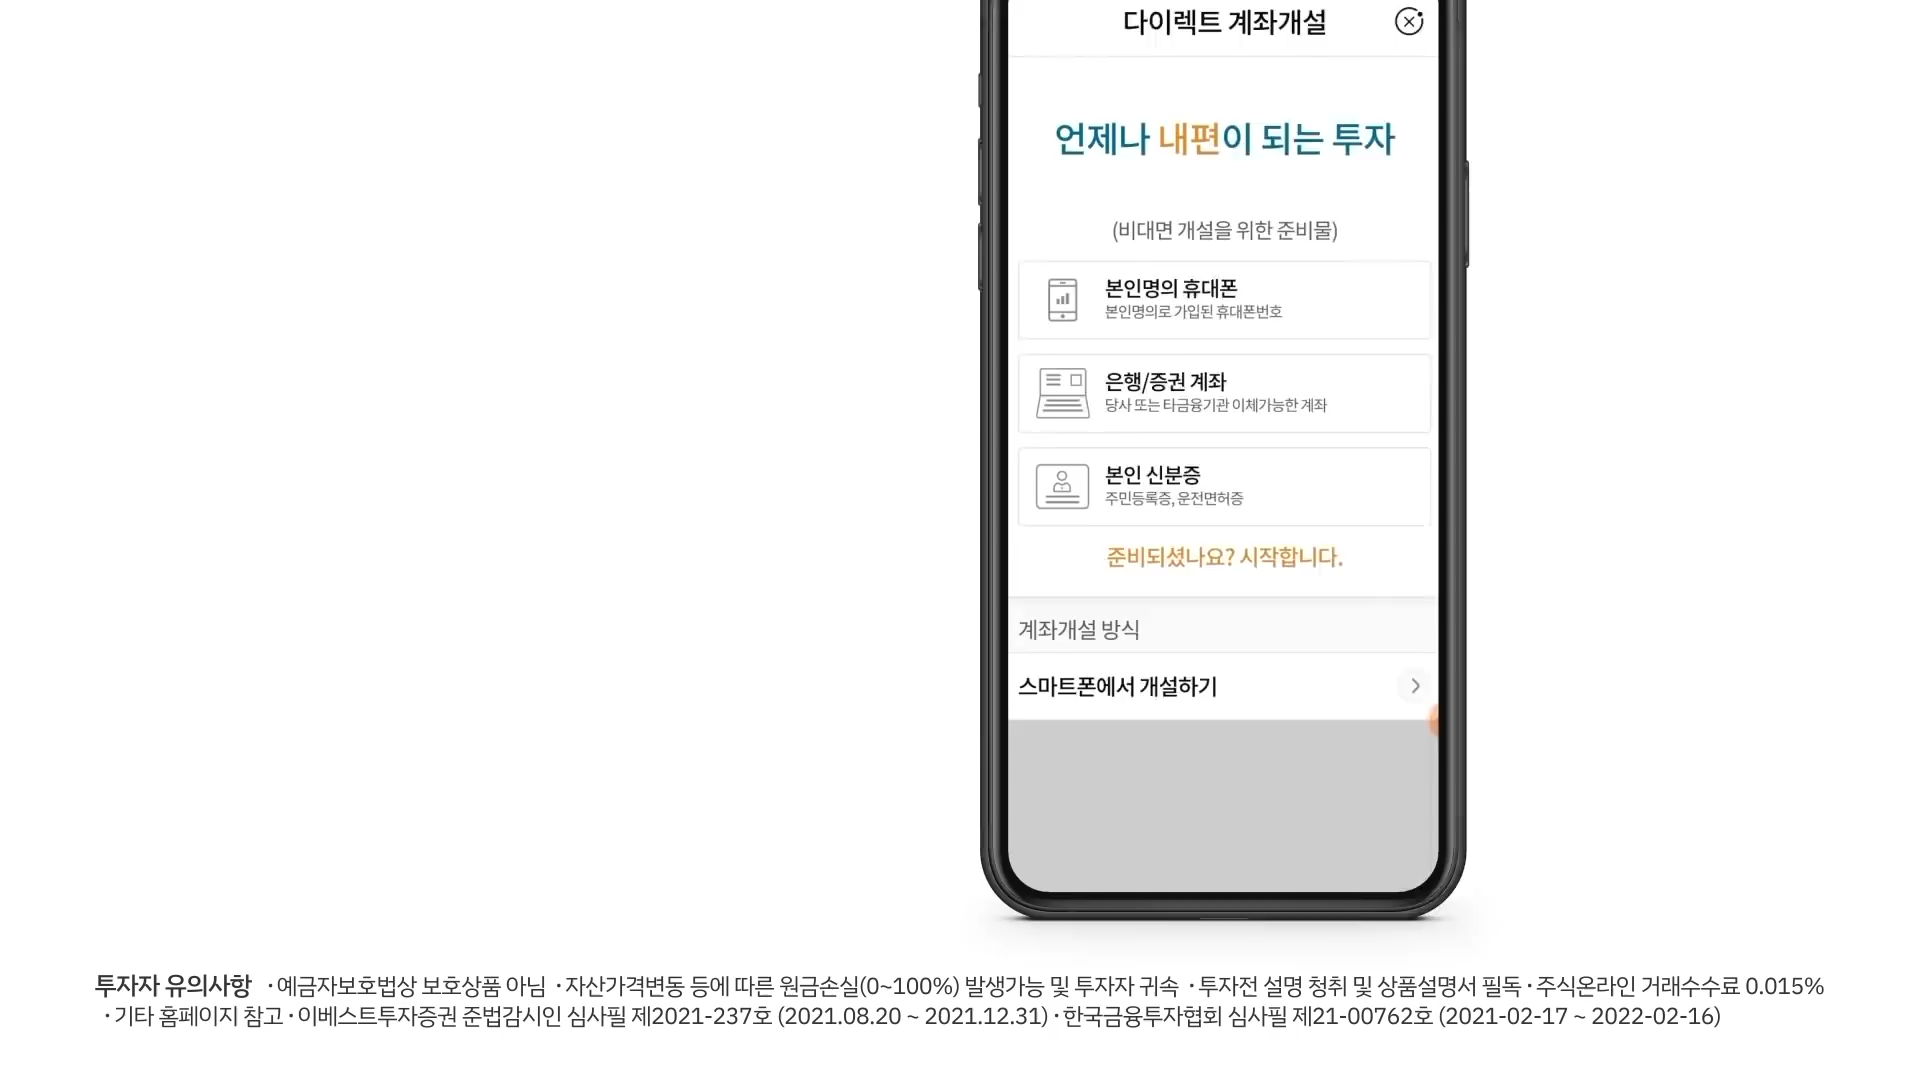 다이렉트 계좌개설
언제나 내편이 되는 투자
(비대면 개설을 위한 준비물)
본인명의 휴대폰
본인명의로 가입된 휴대폰번호
은행/증권 계좌
당사 또는 타금융기관 이체가능한 계좌
본인 신분증
주민등록증, 운전면허증
준비되셨나요? 시작합니다.
계좌개설 방식
스마트폰에서 개설하기
투자자 유의사항 ·예금자보호법상 보호상품 아님 ·자산가격변동 등에 따른 원금손실(0~100%) 발생가능 및 투자자 귀속 ·투자전 설명 청취 및 상품설명서 필독·주식온라인 거래수수료 0.015%
·기타 홈페이지 참고·이베스트투자증권 준법감시인 심사필 제2021-237호 (2021.08.20 ~ 2021.12.31)·한국금융투자협회 심사필 제21-00762호 (2021-02-17 ~ 2022-02-16)